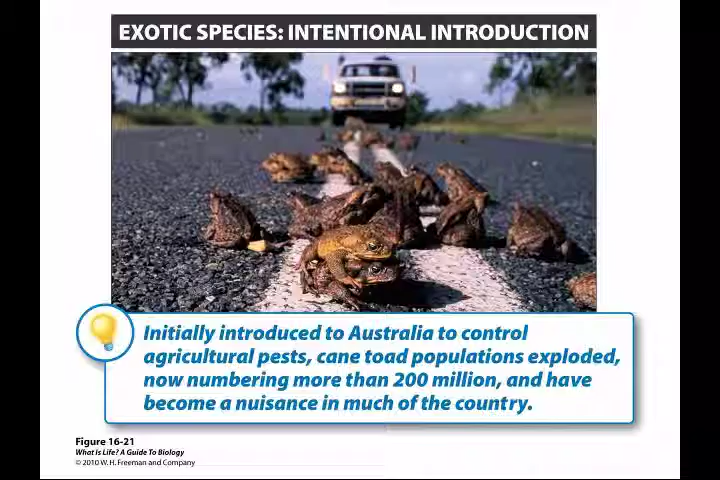 EXOTIC SPECIES: INTENTIONAL INTRODUCTION
Initially introduced to Australia to control
agricultural pests, cane toad populations exploded,
now numbering more than 200 million, and have
become a nuisance in much of the country.
Figure 16-21
What Is Life? A Guide To Biology
© 2010 W. H. Freeman and Company